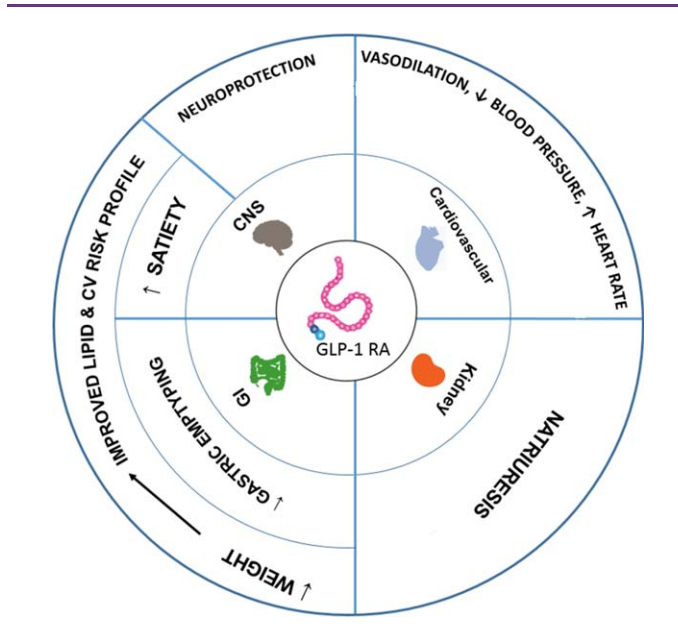 NEUROPROTECTION
VASODILATION, ↓ BLOOD PRESSURE, ↑ HEART RATE
IMPROVED LIPID & CV RISK PROFILE
↑ SATIETY
CNS
Cardiovascular
GLP-1 RA
GI
Kidney
↓ GASTRIC EMPTYING
NATRIURESIS
↓ WEIGHT